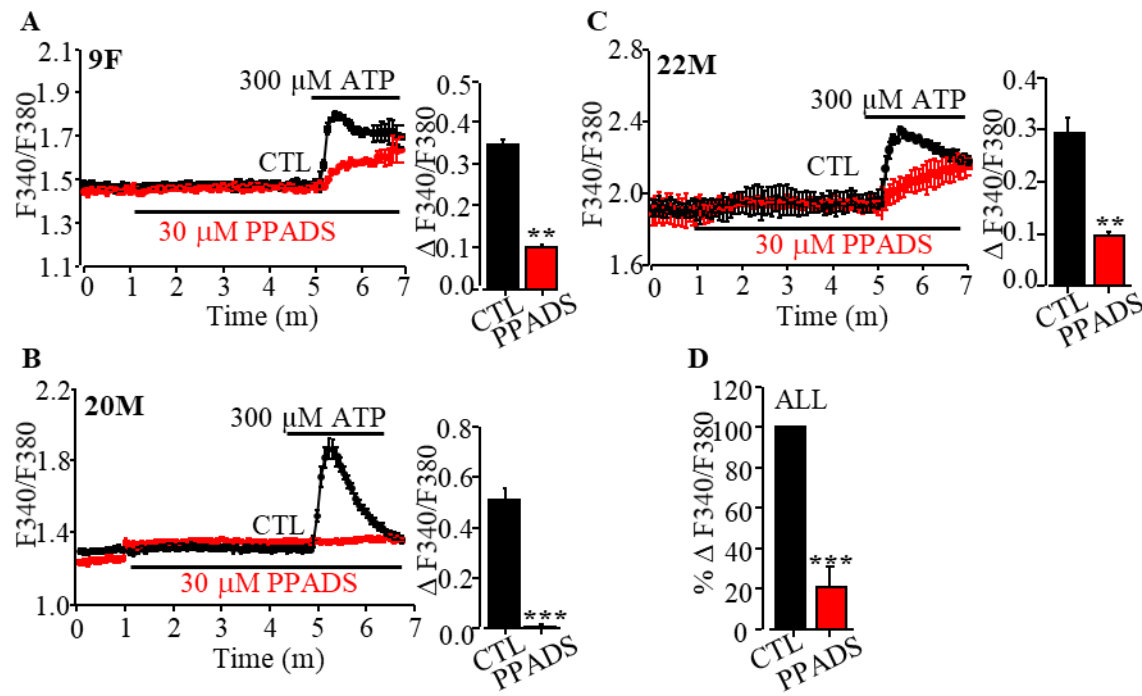 A
9F
300 µM ATP
CTL
30 µM PPADS
F340/F380
2.1
1.9
1.7
1.5
1.3
1.1
0 1 2 3 4 5 6 7
Time (m)
Δ F340/F380
0.5
0.4
0.3
0.2
0.1
0.0
**
CTL
PPADS
C
22M
300 µM ATP
CTL
30 µM PPADS
F340/F380
2.8
2.4
2.0
1.6
0 1 2 3 4 5 6 7
Time (m)
Δ F340/F380
0.4
0.3
0.2
0.1
0.0
**
CTL
PPADS
B
20M
300 µM ATP
CTL
30 µM PPADS
F340/F380
2.2
1.8
1.4
1.0
0 1 2 3 4 5 6 7
Time (m)
Δ F340/F380
0.8
0.6
0.4
0.2
0.0
***
CTL
PPADS
D
ALL
% Δ F340/F380
120
100
80
60
40
20
0
***
CTL
PPADS